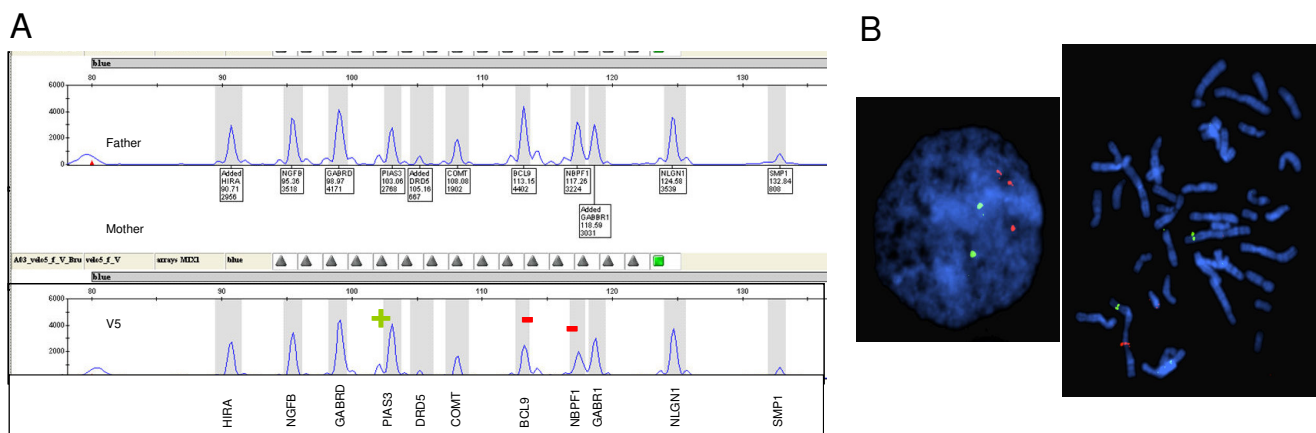 A
B
blue
80 90 100 110 120 130
6000
4000
2000
0
Father
Added HIRA 90.71 2956
NGFB 95.36 3518
GABRD 98.97 4171
PIAS3 103.06 2768
Added DRD5 105.16 667
COMT 108.08 1902
BCL9 113.15 4402
NBPF1 117.26 3224
Added GABBR1 118.59 3031
NLGN1 124.58 3539
SMP1 132.84 808
Mother
A03_velo5_f_V_Bru velo5_f_V arrays MIX1 blue
blue
80 90 100 110 120 130
6000
4000
2000
V5
+ - -
HIRA NGFB GABRD PIAS3 DRD5 COMT BCL9 NBPF1 GABR1 NLGN1 SMP1